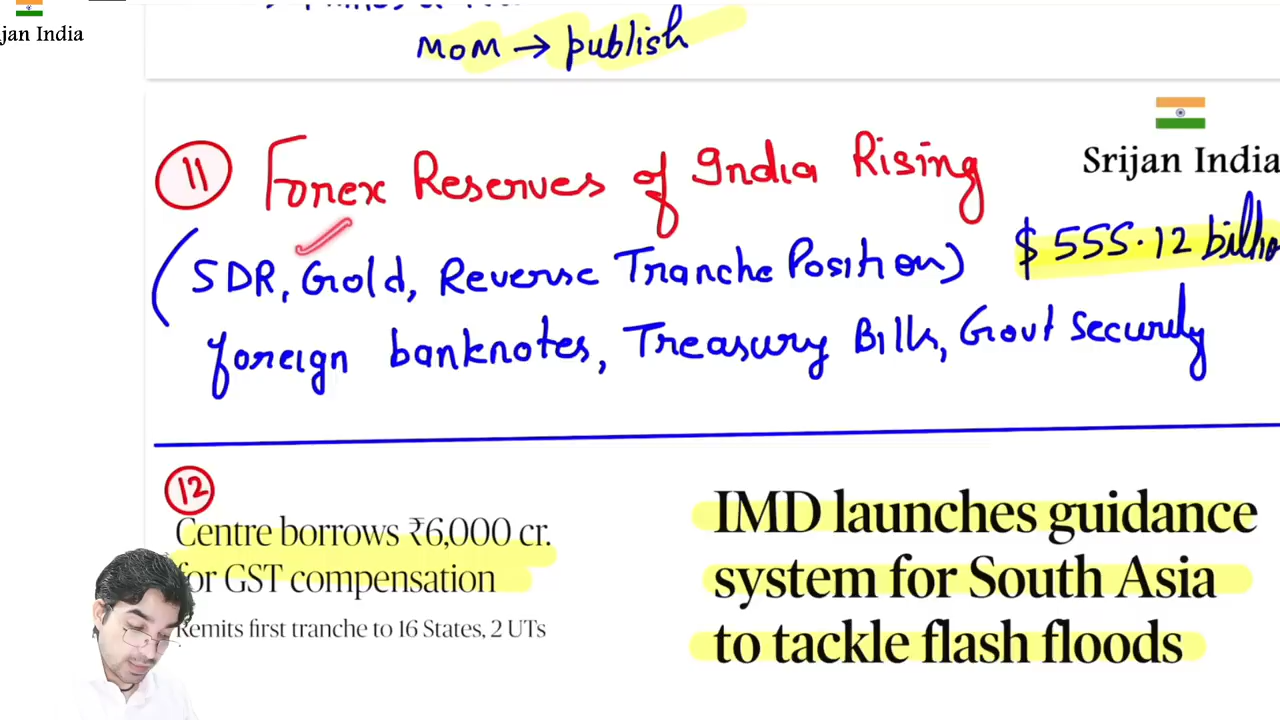 jan India
MOM → publish
Srijan India
11 Forex Reserves of India Rising
(SDR, Gold, Reverse Tranche Position) $ 555.12 billio
foreign banknotes, Treasury Bills, Govt Security
12
Centre borrows ₹6,000 cr.
for GST compensation
Remits first tranche to 16 States, 2 UTs
IMD launches guidance
system for South Asia
to tackle flash floods